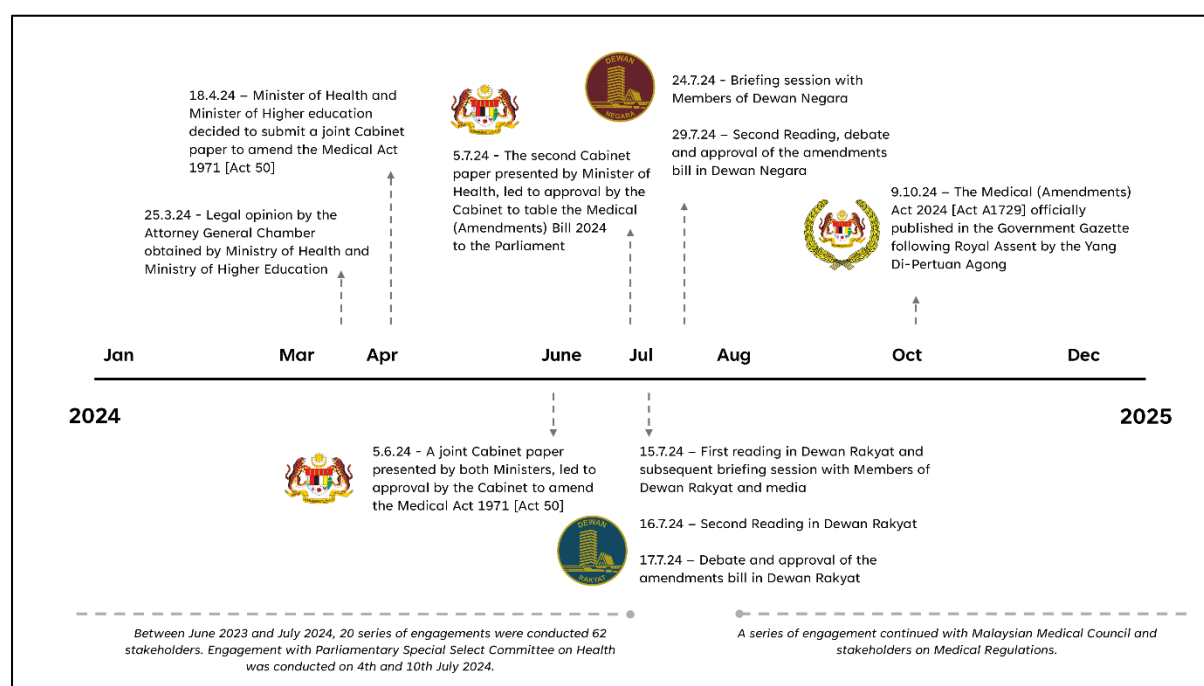 DEWAN
NEGARA
24.7.24 - Briefing session with
Members of Dewan Negara
29.7.24 – Second Reading, debate
and approval of the amendments
bill in Dewan Negara
18.4.24 – Minister of Health and
Minister of Higher education
decided to submit a joint Cabinet
paper to amend the Medical Act
1971 [Act 50]
5.7.24 - The second Cabinet
paper presented by Minister of
Health, led to approval by the
Cabinet to table the Medical
(Amendments) Bill 2024
to the Parliament
25.3.24 - Legal opinion by the
Attorney General Chamber
obtained by Ministry of Health and
Ministry of Higher Education
9.10.24 – The Medical (Amendments)
Act 2024 [Act A1729] officially
published in the Government Gazette
following Royal Assent by the Yang
Di-Pertuan Agong
Jan Mar Apr June Jul Aug Oct Dec
2024 2025
5.6.24 - A joint Cabinet paper
presented by both Ministers, led to
approval by the Cabinet to amend
the Medical Act 1971 [Act 50]
15.7.24 – First reading in Dewan Rakyat and
subsequent briefing session with Members of
Dewan Rakyat and media
DEWAN
RAKYAT
16.7.24 – Second Reading in Dewan Rakyat
17.7.24 – Debate and approval of the
amendments bill in Dewan Rakyat
Between June 2023 and July 2024, 20 series of engagements were conducted 62
stakeholders. Engagement with Parliamentary Special Select Committee on Health
was conducted on 4th and 10th July 2024.
A series of engagement continued with Malaysian Medical Council and
stakeholders on Medical Regulations.